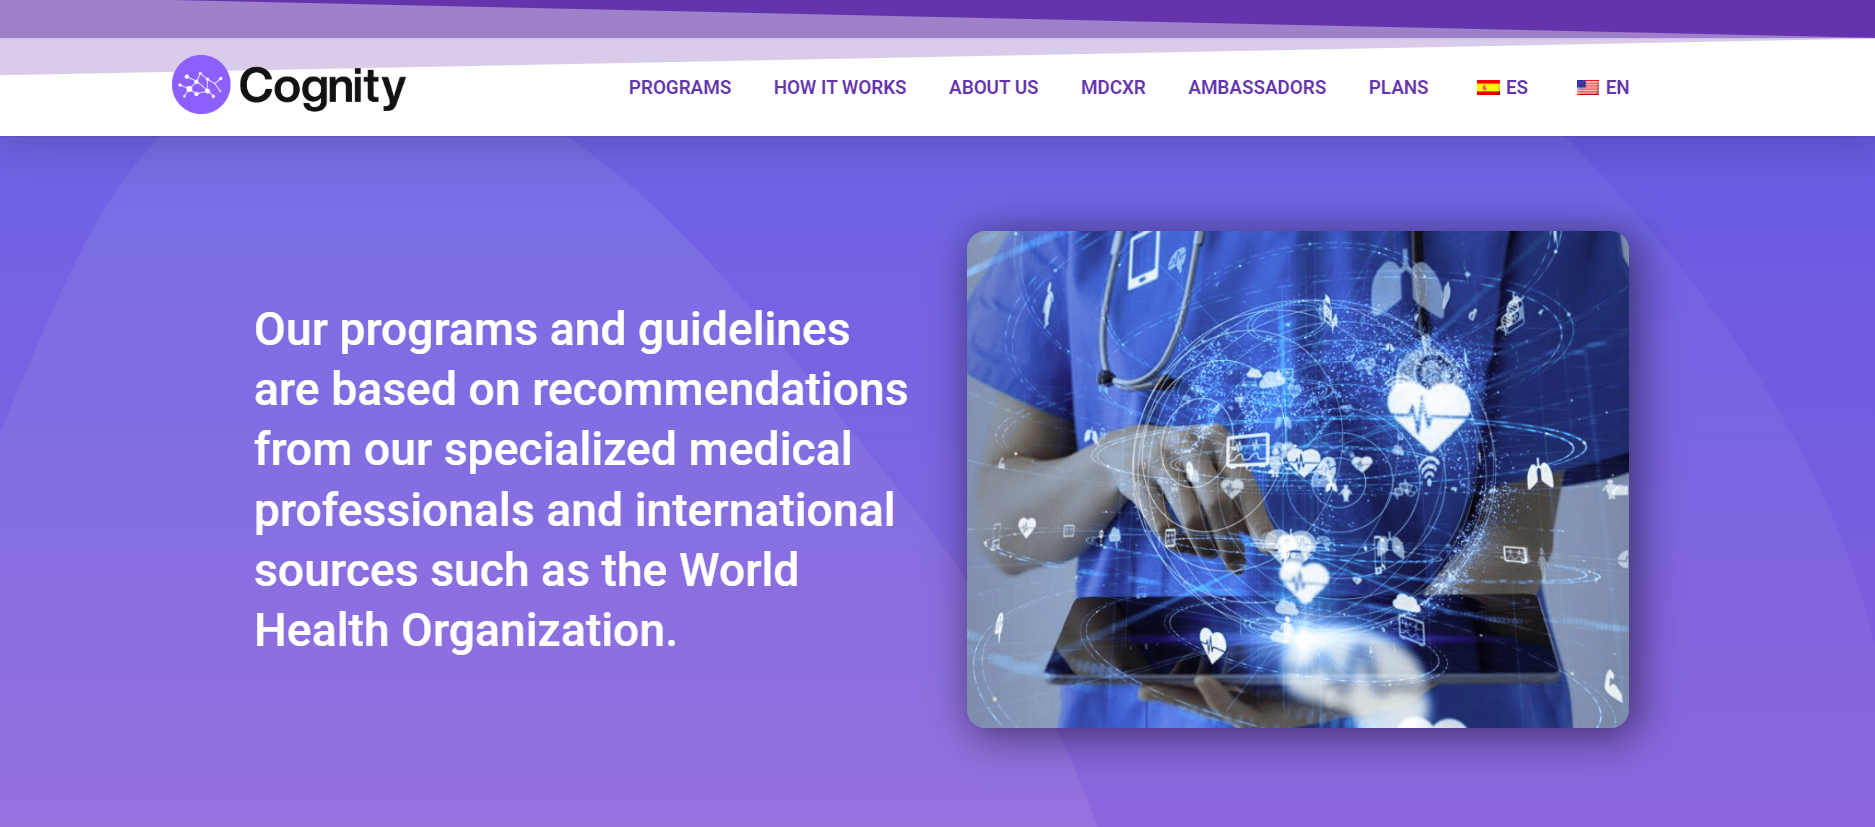 Cognity
PROGRAMS
HOW IT WORKS
ABOUT US
MDCXR
AMBASSADORS
PLANS
ES
EN
Our programs and guidelines
are based on recommendations
from our specialized medical
professionals and international
sources such as the World
Health Organization.